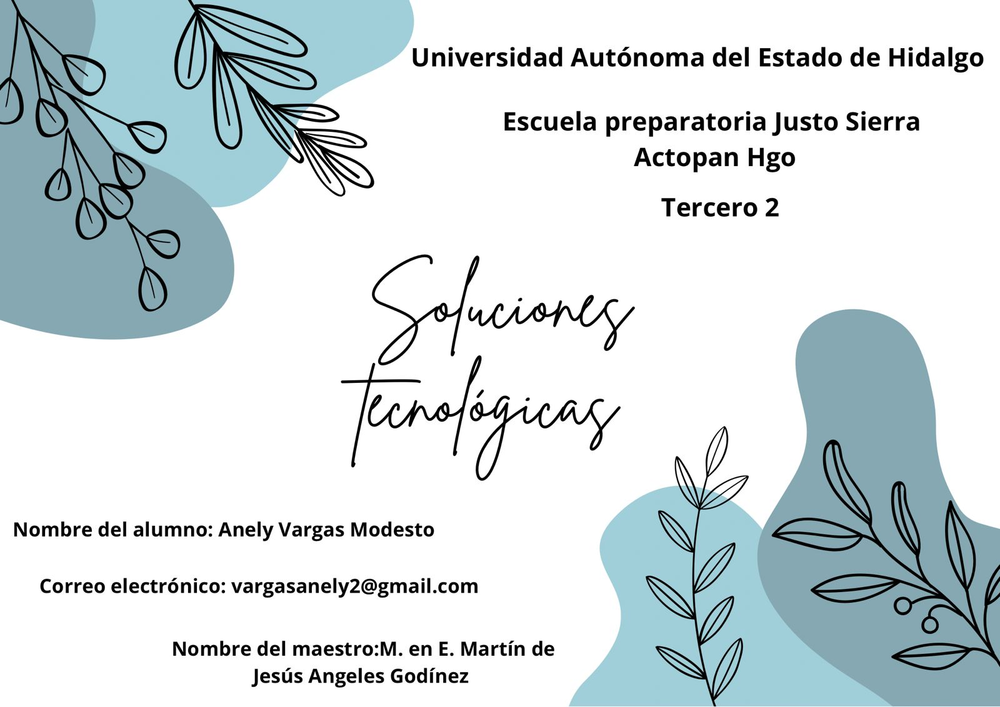 Universidad Autónoma del Estado de Hidalgo
Escuela preparatoria Justo Sierra
Actopan Hgo
Tercero 2
Soluciones
Tecnológicas
Nombre del alumno: Anely Vargas Modesto
Correo electrónico: vargasanely2@gmail.com
Nombre del maestro:M. en E. Martín de
Jesús Angeles Godínez